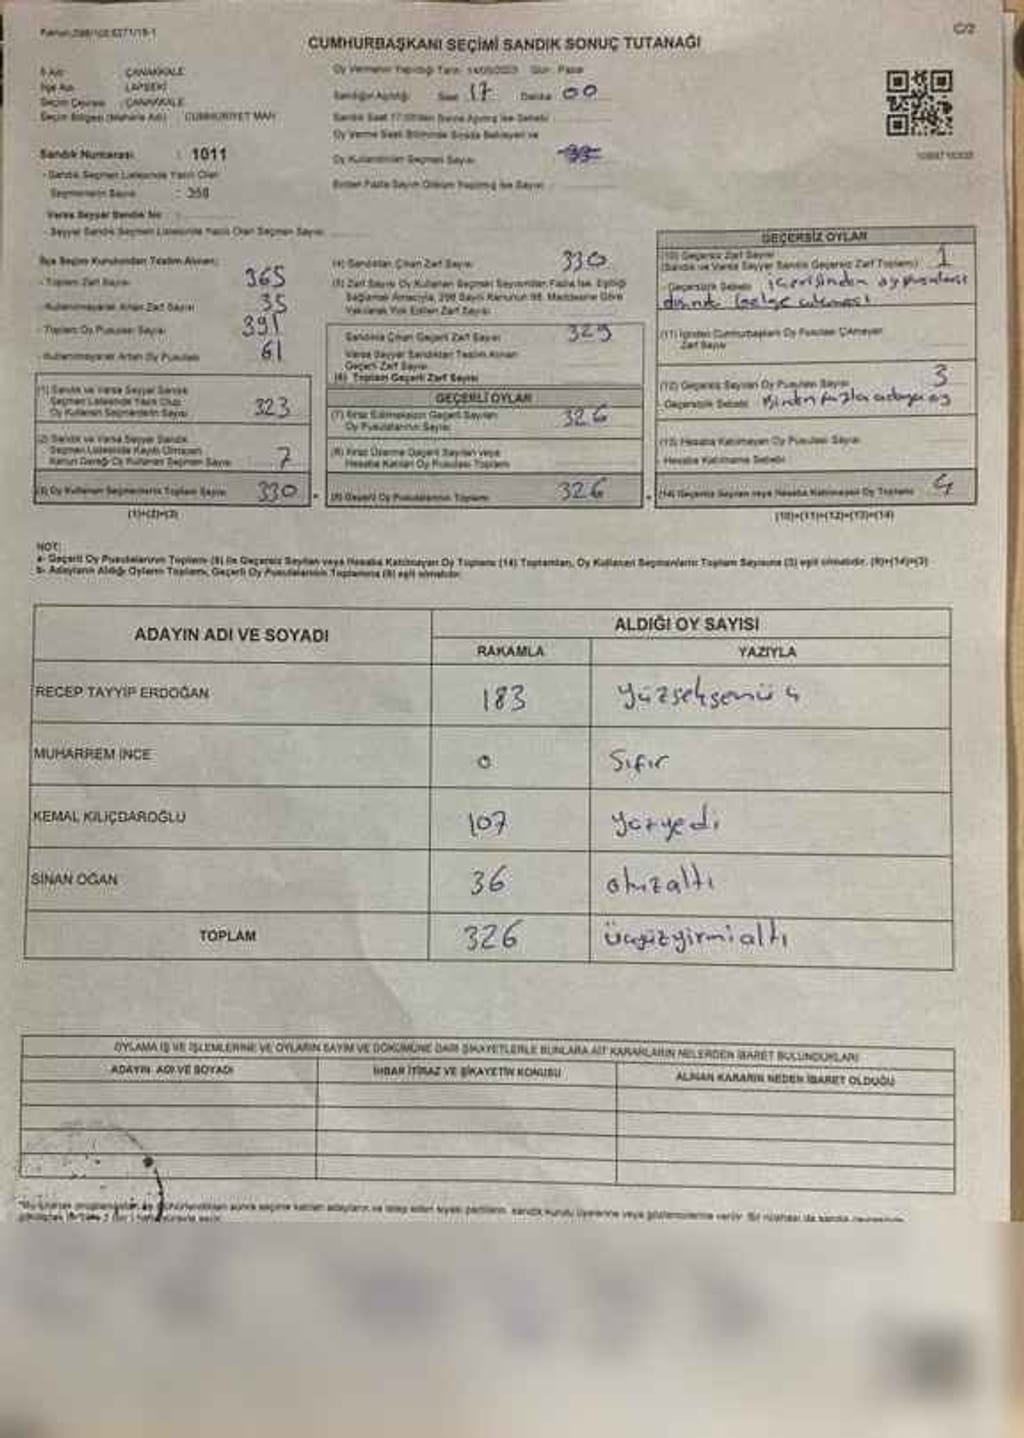 C/2
CUMHURBAŞKANI SEÇİMİ SANDIK SONUÇ TUTANAĞI
İl Adı : ÇANAKKALE
İlçe Adı : LAPSEKİ
Seçim Çevresi : ÇANAKKALE
Seçim Bölgesi (Mahalle Adı) : CUMHURİYET MAH
Sandık Numarası : 1011
- Sandık Seçmen Listesinde Yazılı Olan
Seçmenlerin Sayısı : 358
Varsa Seyyar Sandık No :
- Seyyar Sandık Seçmen Listesinde Yazılı Olan Seçmen Sayısı
Oy Vermenin Yapıldığı Tarih: 14/05/2023 Gün: Pazar
Sandığın Açıldığı Saat 17 Dakika 00
Oy Verme Saati Bitiminde Sırada Bekleyen ve
Oy Kullandırılan Seçmen Sayısı
Birden Fazla Sayım Döküm Yapılmış İse Sayısı
İlçe Seçim Kurulundan Teslim Alınan;
- Toplam Zarf Sayısı 365
- Kullanılmayarak Artan Zarf Sayısı 35
- Toplam Oy Pusulası Sayısı 391
- Kullanılmayarak Artan Oy Pusulası 61
(1) Sandık ve Varsa Seyyar Sandık
Seçmen Listesinde Yazılı Olup
Oy Kullanan Seçmenlerin Sayısı 323
(2) Sandık ve Varsa Seyyar Sandık
Seçmen Listesinde Kayıtlı Olmayan
Kanun Gereği Oy Kullanan Seçmen Sayısı 7
(3) Oy Kullanan Seçmenlerin Toplam Sayısı 330
(1)+(2)=(3)
(4) Sandıktan Çıkan Zarf Sayısı 330
(5) Zarf Sayısı Oy Kullanan Seçmen Sayısından Fazla İse, Eşitliği
Sağlamak Amacıyla, 298 Sayılı Kanunun 98. Maddesine Göre
Yakılarak Yok Edilen Zarf Sayısı
Sandıkta Çıkan Geçerli Zarf Sayısı 329
Varsa Seyyar Sandıktan Teslim Alınan
Geçerli Zarf Sayısı
(6) Toplam Geçerli Zarf Sayısı
GEÇERLİ OYLAR
(7) İtiraz Edilmeksizin Geçerli Sayılan
Oy Pusulalarının Sayısı 326
(8) İtiraz Üzerine Geçerli Sayılan veya
Hesaba Katılan Oy Pusulası Toplamı
(9) Geçerli Oy Pusulalarının Toplamı 326
GEÇERSİZ OYLAR
(10) Geçersiz Zarf Sayısı
(Sandık ve Varsa Seyyar Sandık Geçersiz Zarf Toplamı) 1
- Geçersizlik Sebebi içerisinden oy pusulası
dışında belge çıkması
(11) İçinden Cumhurbaşkanı Oy Pusulası Çıkmayan
Zarf Sayısı
(12) Geçersiz Sayılan Oy Pusulası Sayısı 3
- Geçersizlik Sebebi Birden fazla adaya oy
(13) Hesaba Katılmayan Oy Pusulası Sayısı
- Hesaba Katılmama Sebebi
(14) Geçersiz Sayılan veya Hesaba Katılmayan Oy Toplamı 4
(10)+(11)+(12)+(13)=(14)
NOT:
a- Geçerli Oy Pusulalarının Toplamı (9) ile Geçersiz Sayılan veya Hesaba Katılmayan Oy Toplamı (14) Toplamları, Oy Kullanan Seçmenlerin Toplam Sayısına (3) eşit olmalıdır. (9)+(14)=(3)
b- Adayların Aldığı Oyların Toplamı, Geçerli Oy Pusulalarının Toplamına (9) eşit olmalıdır.
ADAYIN ADI VE SOYADI ALDIĞI OY SAYISI
RAKAMLA YAZIYLA
RECEP TAYYİP ERDOĞAN 183 Yüzseksenüç
MUHARREM İNCE 0 Sıfır
KEMAL KILIÇDAROĞLU 107 yüzyedi
SİNAN OĞAN 36 otuzaltı
TOPLAM 326 üçyüzyirmialtı
OYLAMA İŞ VE İŞLEMLERİNE VE OYLARIN SAYIM VE DÖKÜMÜNE DAİR ŞİKAYETLERLE BUNLARA AİT KARARLARIN NELERDEN İBARET BULUNDUKLARI
ADAYIN ADI VE SOYADI İHBAR İTİRAZ VE ŞİKAYETİN KONUSU ALINAN KARARIN NEDEN İBARET OLDUĞU